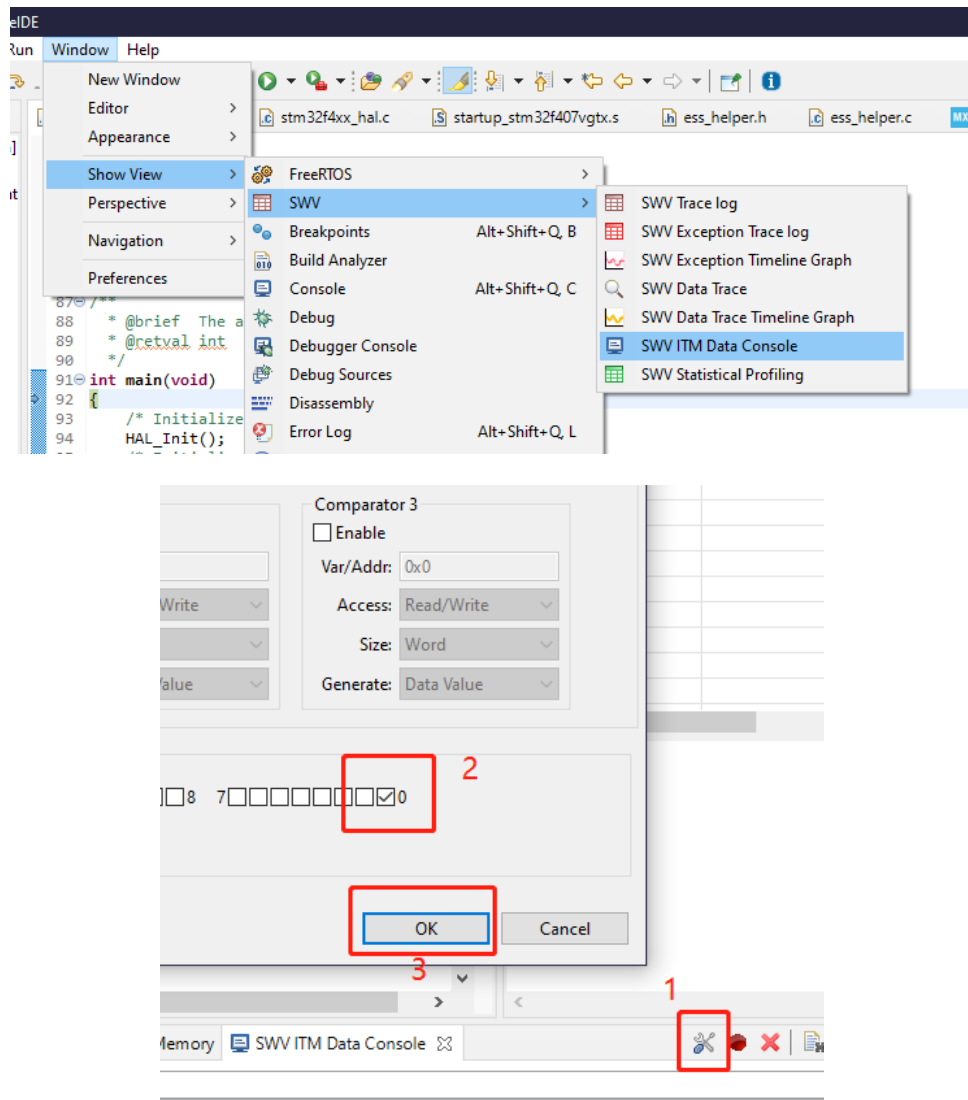 eIDE
Run Window Help
New Window
Editor
Appearance
Show View
Perspective
Navigation
Preferences
stm32f4xx_hal.c startup_stm32f407vgtx.s ess_helper.h ess_helper.c MX
FreeRTOS
SWV
Breakpoints Alt+Shift+Q, B
Build Analyzer
Console Alt+Shift+Q, C
Debug
Debugger Console
Debug Sources
Disassembly
Error Log Alt+Shift+Q, L
SWV Trace log
SWV Exception Trace log
SWV Exception Timeline Graph
SWV Data Trace
SWV Data Trace Timeline Graph
SWV ITM Data Console
SWV Statistical Profiling
87 /**
88 * @brief The a
89 * @retval int
90 */
91 int main(void)
92 {
93 /* Initialize
94 HAL_Init();
Comparator 3
Enable
Var/Addr: 0x0
Write Access: Read/Write
Size: Word
Value Generate: Data Value
2
8 7 0
OK Cancel
3
1
Memory SWV ITM Data Console